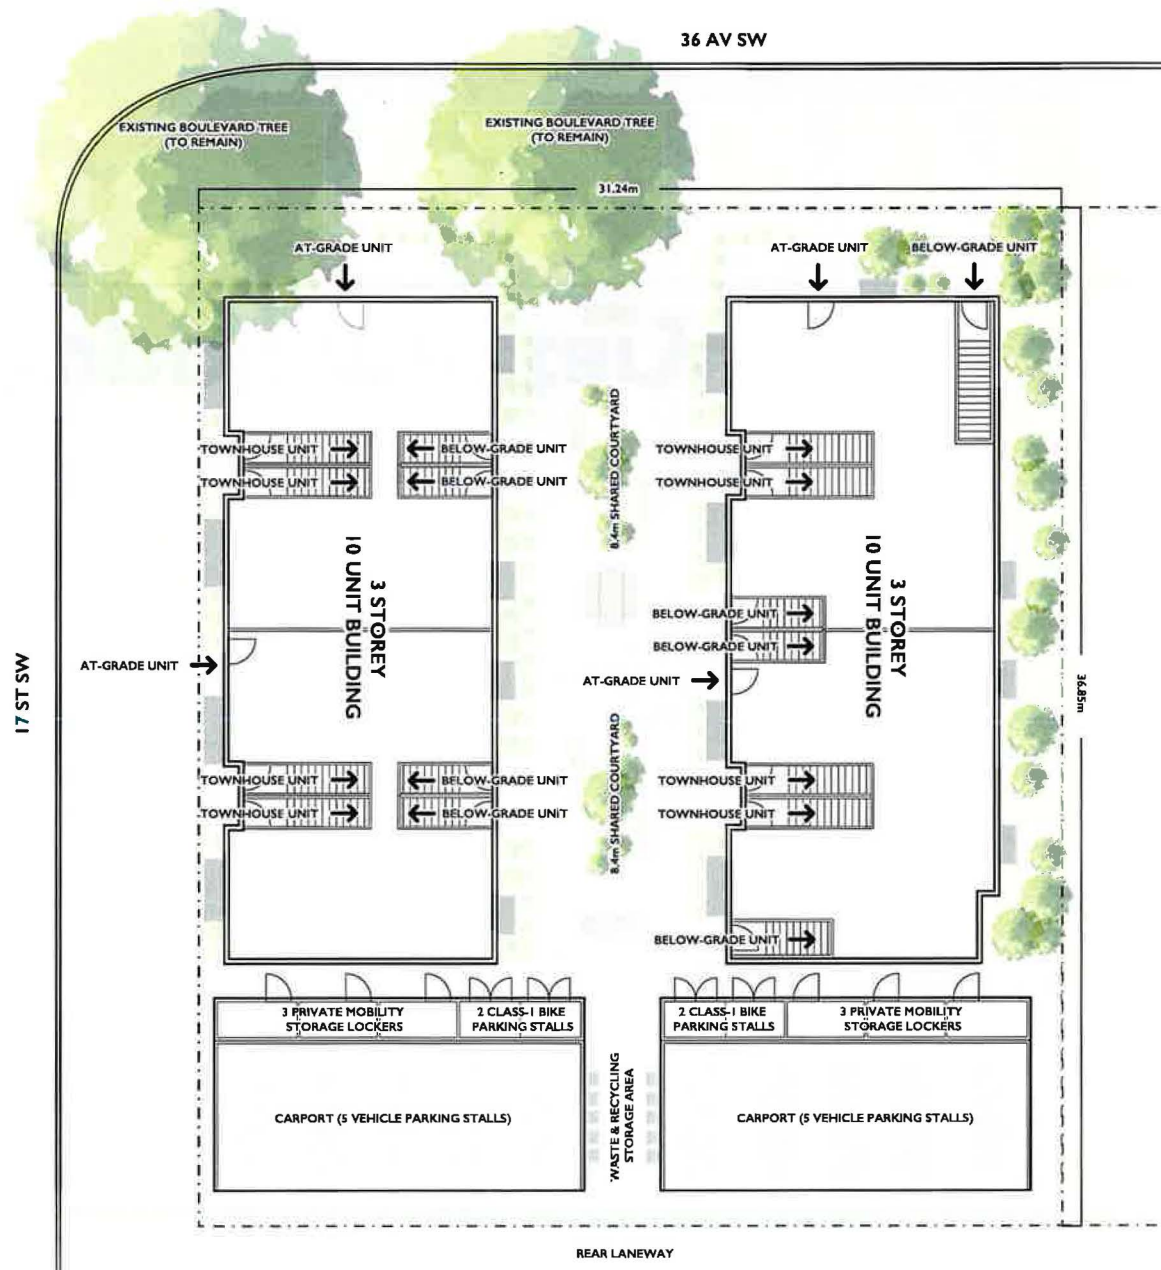 36 AV SW
EXISTING BOULEVARD TREE
(TO REMAIN)
EXISTING BOULEVARD TREE
(TO REMAIN)
31.24m
AT-GRADE UNIT
AT-GRADE UNIT
BELOW-GRADE UNIT
TOWNHOUSE UNIT
BELOW-GRADE UNIT
TOWNHOUSE UNIT
BELOW-GRADE UNIT
8.4m SHARED COURTYARD
TOWNHOUSE UNIT
TOWNHOUSE UNIT
3 STOREY
10 UNIT BUILDING
3 STOREY
10 UNIT BUILDING
BELOW-GRADE UNIT
BELOW-GRADE UNIT
AT-GRADE UNIT
AT-GRADE UNIT
17 ST SW
36.85m
TOWNHOUSE UNIT
BELOW-GRADE UNIT
TOWNHOUSE UNIT
BELOW-GRADE UNIT
8.4m SHARED COURTYARD
TOWNHOUSE UNIT
TOWNHOUSE UNIT
BELOW-GRADE UNIT
3 PRIVATE MOBILITY
STORAGE LOCKERS
2 CLASS-1 BIKE
PARKING STALLS
2 CLASS-1 BIKE
PARKING STALLS
3 PRIVATE MOBILITY
STORAGE LOCKERS
CARPORT (5 VEHICLE PARKING STALLS)
WASTE & RECYCLING
STORAGE AREA
CARPORT (5 VEHICLE PARKING STALLS)
REAR LANEWAY